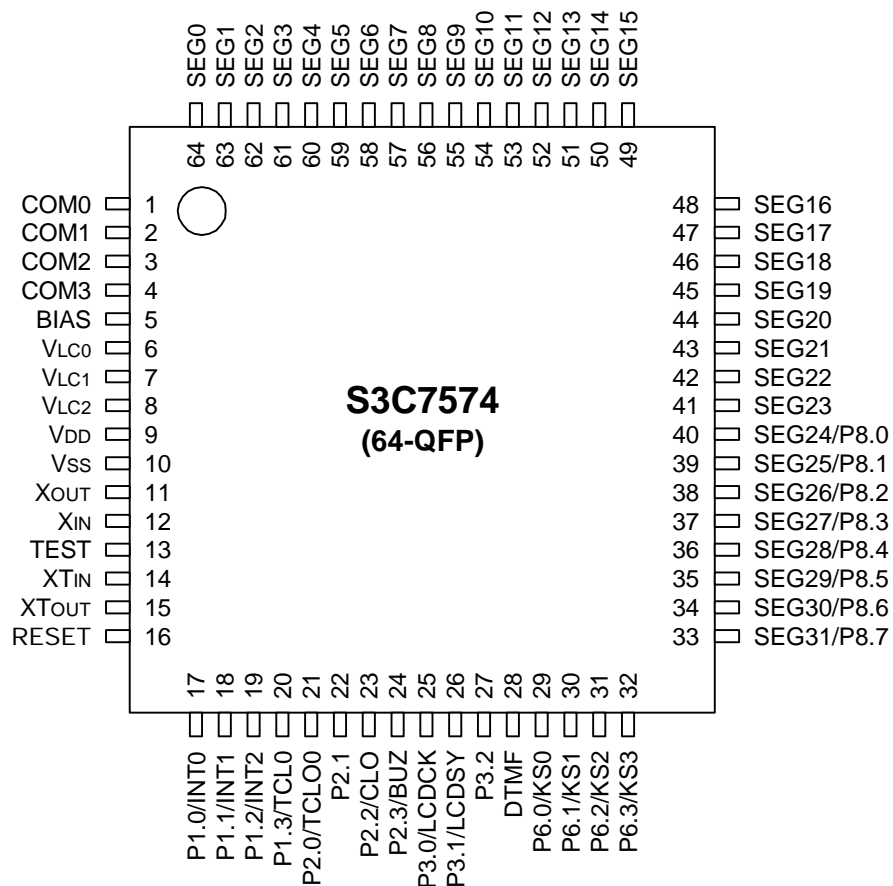 SEG0
SEG1
SEG2
SEG3
SEG4
SEG5
SEG6
SEG7
SEG8
SEG9
SEG10
SEG11
SEG12
SEG13
SEG14
SEG15
64
63
62
61
60
59
58
57
56
55
54
53
52
51
50
49
COM0 1
COM1 2
COM2 3
COM3 4
BIAS 5
VLC0 6
VLC1 7
VLC2 8
VDD 9
VSS 10
XOUT 11
XIN 12
TEST 13
XTIN 14
XTOUT 15
RESET 16
S3C7574
(64-QFP)
48 SEG16
47 SEG17
46 SEG18
45 SEG19
44 SEG20
43 SEG21
42 SEG22
41 SEG23
40 SEG24/P8.0
39 SEG25/P8.1
38 SEG26/P8.2
37 SEG27/P8.3
36 SEG28/P8.4
35 SEG29/P8.5
34 SEG30/P8.6
33 SEG31/P8.7
17
18
19
20
21
22
23
24
25
26
27
28
29
30
31
32
P1.0/INT0
P1.1/INT1
P1.2/INT2
P1.3/TCL0
P2.0/TCLO0
P2.1
P2.2/CLO
P2.3/BUZ
P3.0/LCDCK
P3.1/LCDSY
P3.2
DTMF
P6.0/KS0
P6.1/KS1
P6.2/KS2
P6.3/KS3